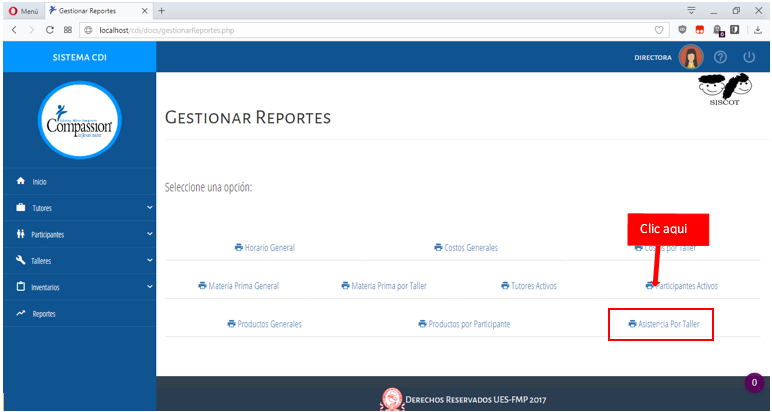 Menú
Gestionar Reportes
localhost/cdi/docs/gestionarReportes.php
SISTEMA CDI
DIRECTORA
Compassion
SISCOT
GESTIONAR REPORTES
Inicio
Tutores
Participantes
Talleres
Inventarios
Reportes
Seleccione una opción:
Clic aqui
Horario General
Costos Generales
Costos por Taller
Materia Prima General
Materia Prima por Taller
Tutores Activos
Participantes Activos
Productos Generales
Productos por Participante
Asistencia Por Taller
0
DERECHOS RESERVADOS UES-FMP 2017